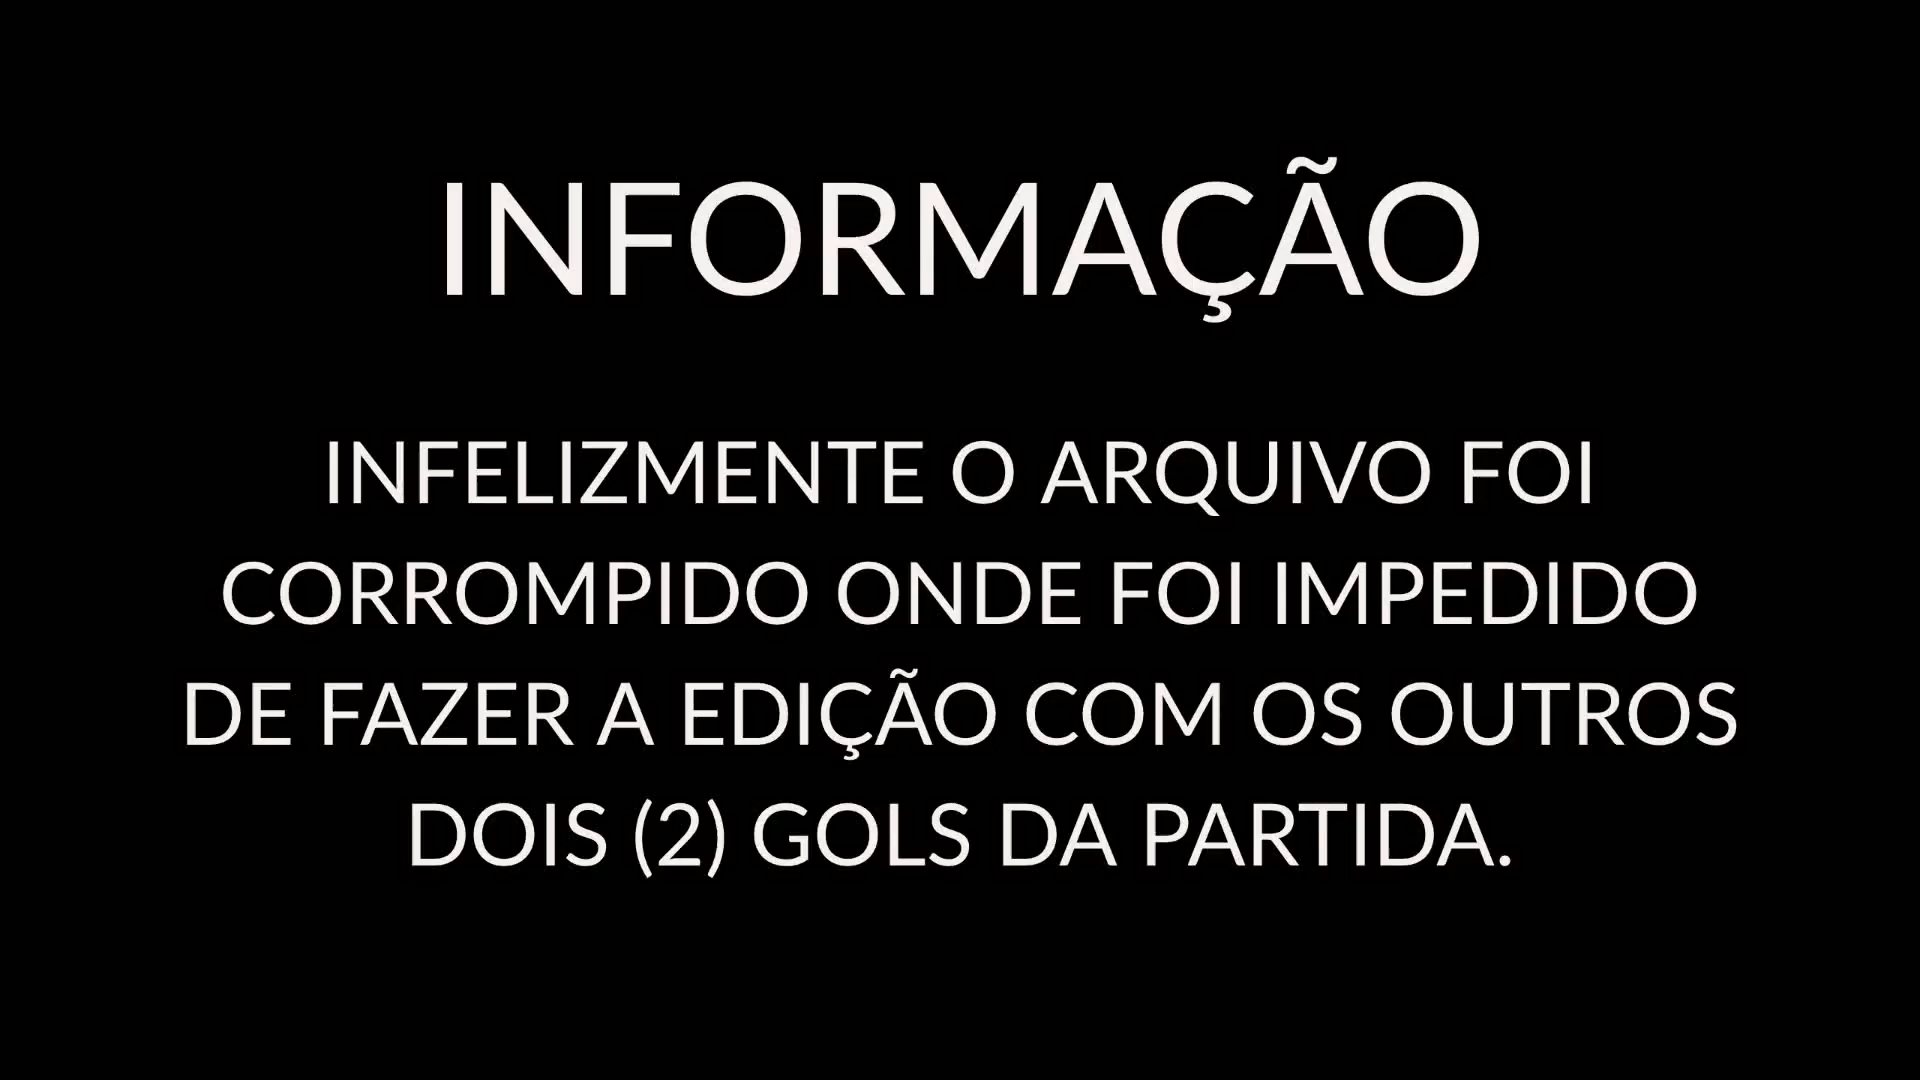 INFORMAÇÃO
INFELIZMENTE O ARQUIVO FOI
CORROMPIDO ONDE FOI IMPEDIDO
DE FAZER A EDIÇÃO COM OS OUTROS
DOIS (2) GOLS DA PARTIDA.